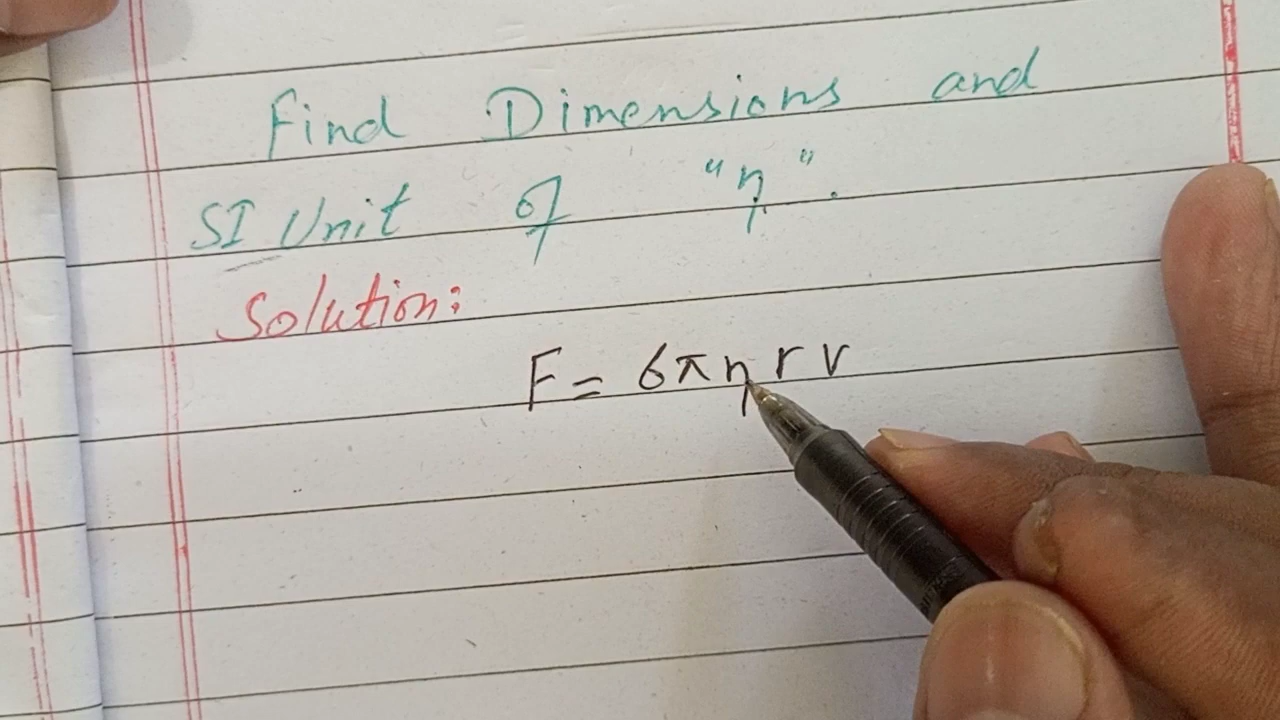 Find Dimensions and
SI Unit of "η".
Solution:
F = 6πηrv